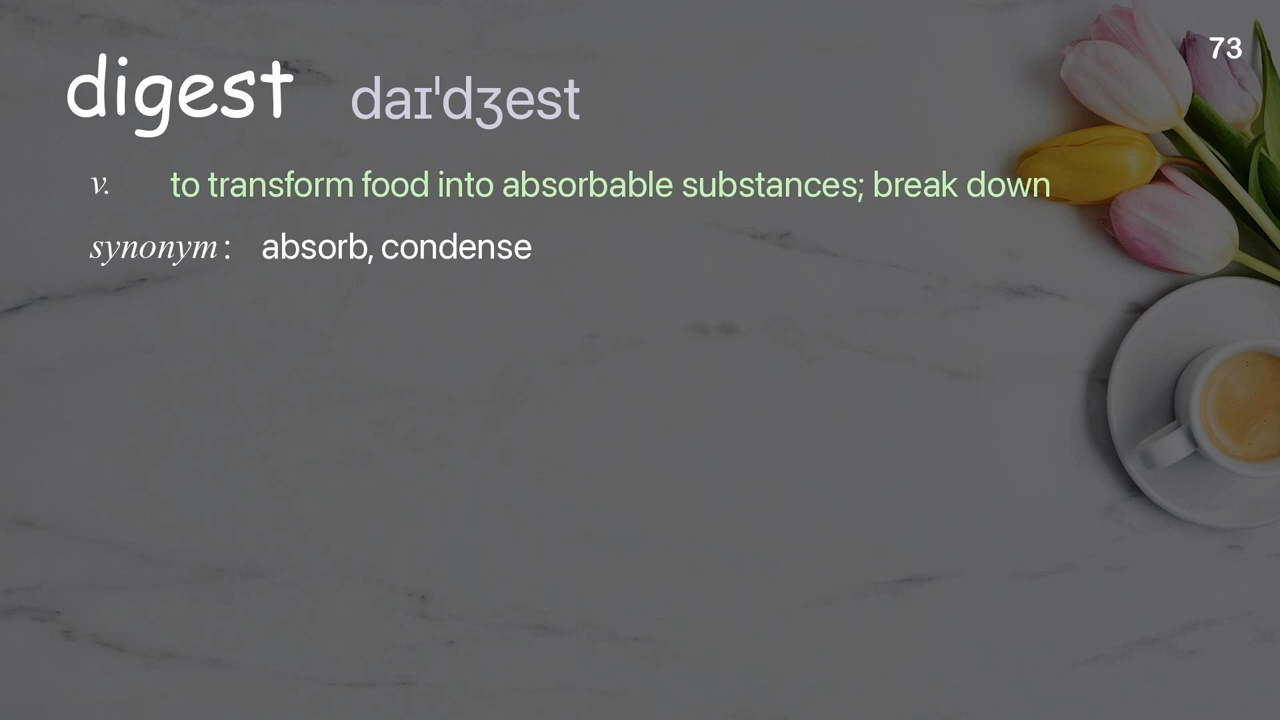 73
digest daɪˈdʒest
v. to transform food into absorbable substances; break down
synonym: absorb, condense